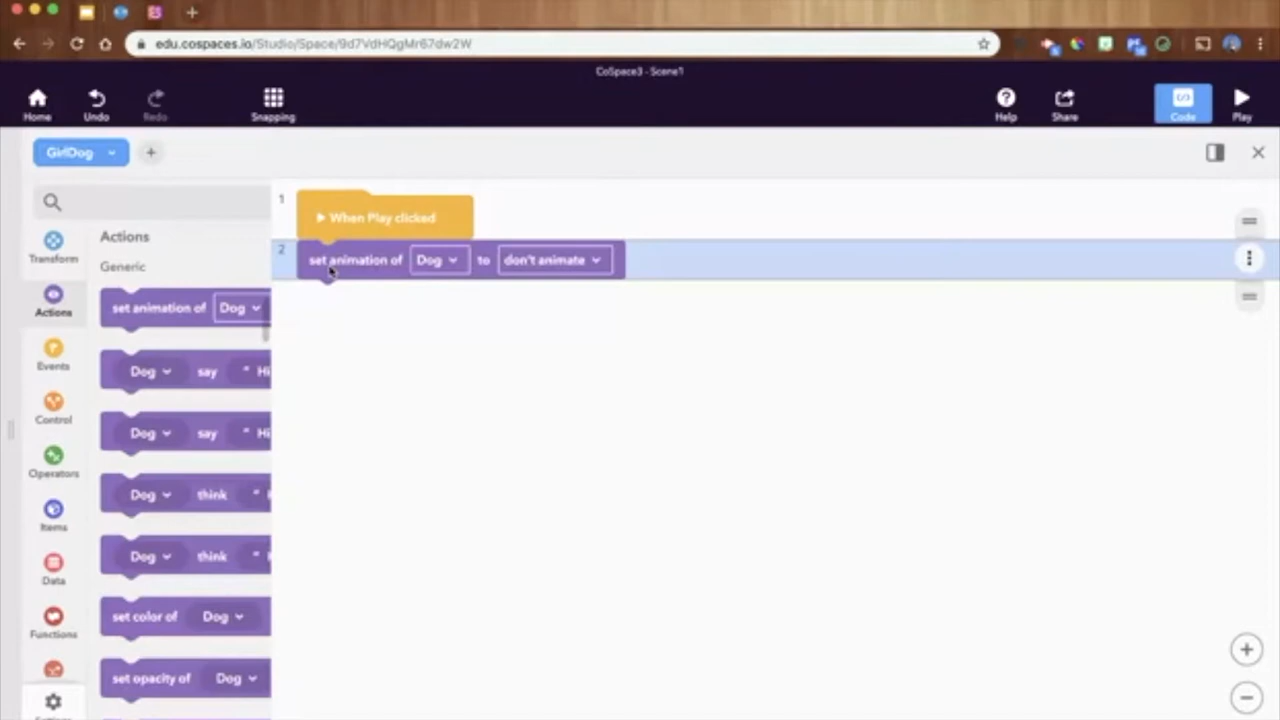 edu.cospaces.io/Studio/Space/9d7VdHQgMr67dw2W
CoSpace3 - Scene1
Home
Undo
Redo
Snapping
Help
Share
Code
Play
GirlDog
+
1
When Play clicked
2
set animation of Dog to don't animate
Transform
Actions
Events
Control
Operators
Items
Data
Functions
Actions
Generic
set animation of Dog
Dog say " Hi
Dog say " Hi
Dog think "
Dog think "
set color of Dog
set opacity of Dog